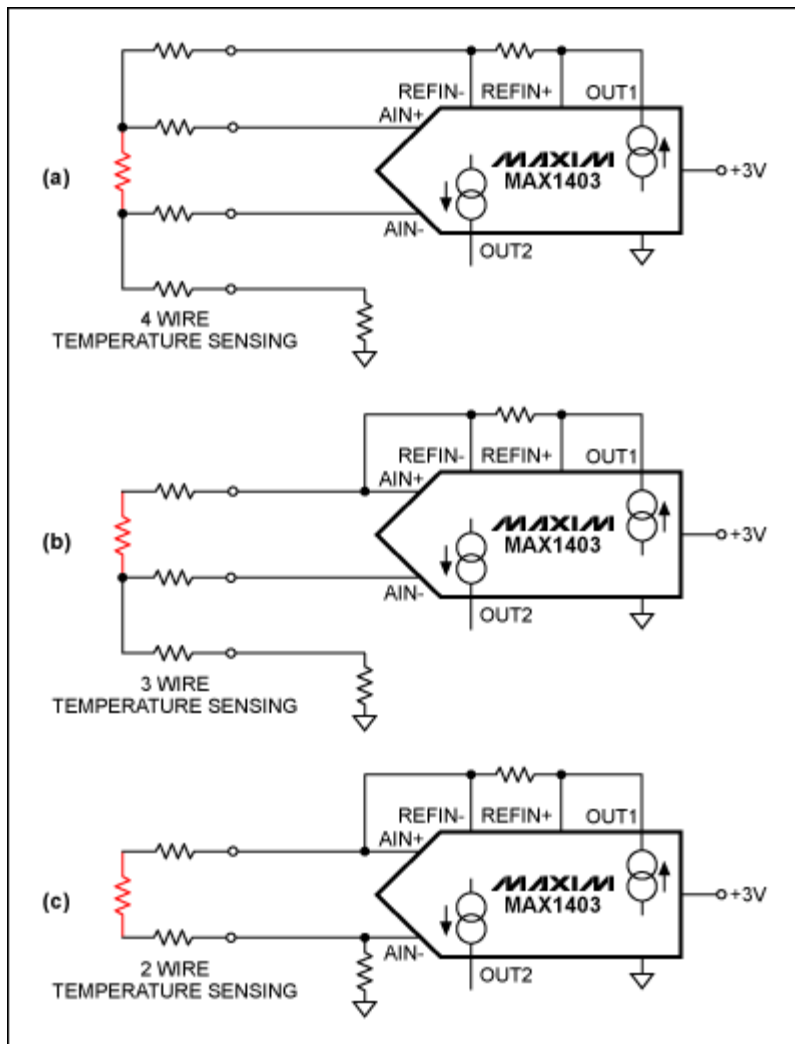 REFIN- REFIN+ OUT1
AIN+
(a)
MAXIM
MAX1403
+3V
AIN-
OUT2
4 WIRE
TEMPERATURE SENSING
REFIN- REFIN+ OUT1
AIN+
(b)
MAXIM
MAX1403
+3V
AIN-
OUT2
3 WIRE
TEMPERATURE SENSING
REFIN- REFIN+ OUT1
AIN+
(c)
MAXIM
MAX1403
+3V
AIN-
OUT2
2 WIRE
TEMPERATURE SENSING